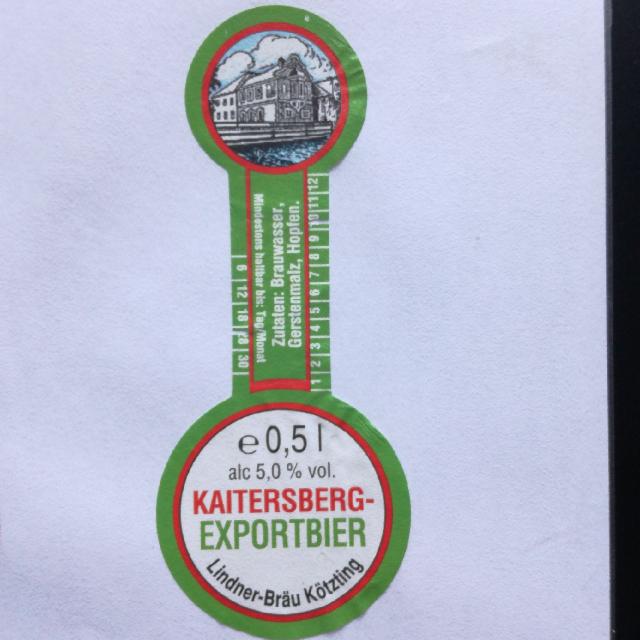 Mindestens haltbar bis: Tag/Monat
Zutaten: Brauwasser,
Gerstenmalz, Hopfen.
1 2 3 4 5 6 7 8 9 10 11 12
6 12 18 30
e 0,5 l
alc 5,0 % vol.
KAITERSBERG-
EXPORTBIER
Lindner-Bräu Kötzting